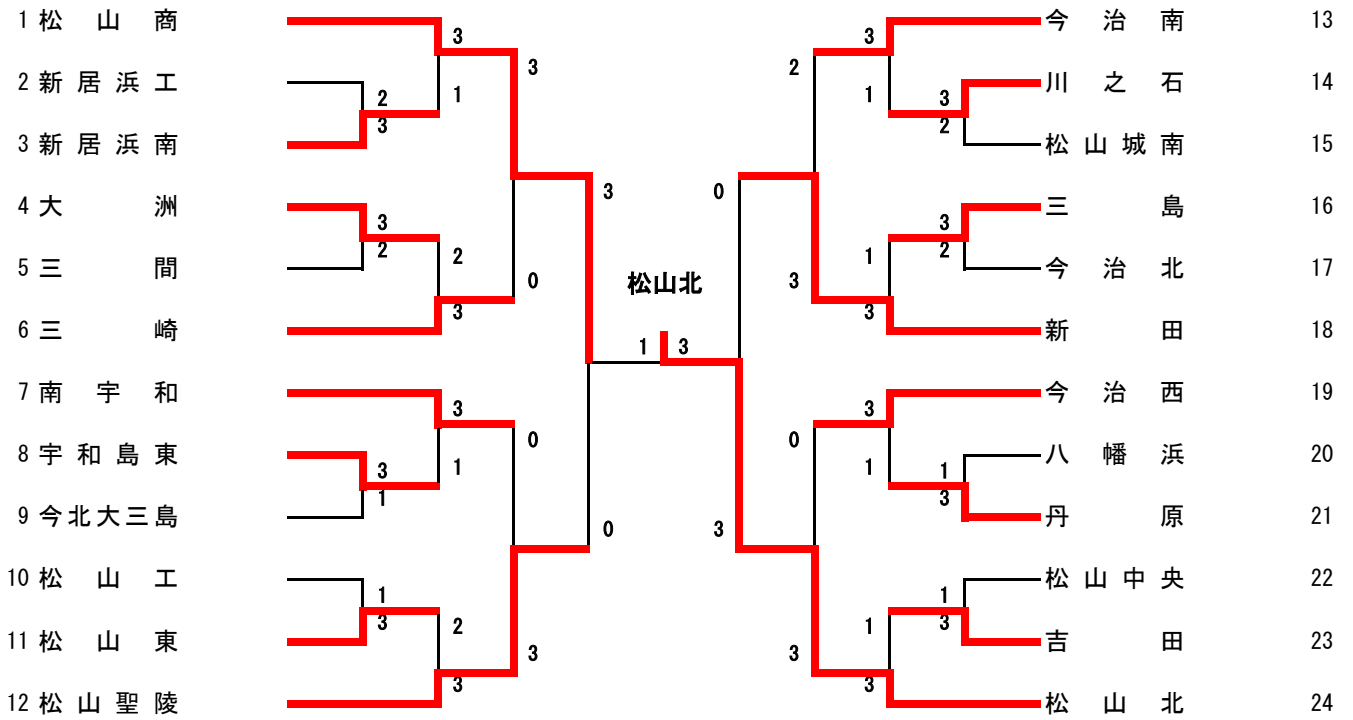 1 松山商
3
3
今治南 13
3
2
2 新居浜工
2
3
1
川之石 14
3
2
1
3 新居浜南
松山城南 15
4 大洲
3
2
3
0
三島 16
3
2
5 三間
2
0
今治北 17
1
3
松山北
6 三崎
3
新田 18
3
1 3
7 南宇和
3
0
今治西 19
3
0
8 宇和島東
3
1
1
八幡浜 20
1
3
1
9 今北大三島
0
丹原 21
3
10 松山工
1
3
松山中央 22
1
3
11 松山東
2
3
吉田 23
1
3
12 松山聖陵
3
松山北 24
3